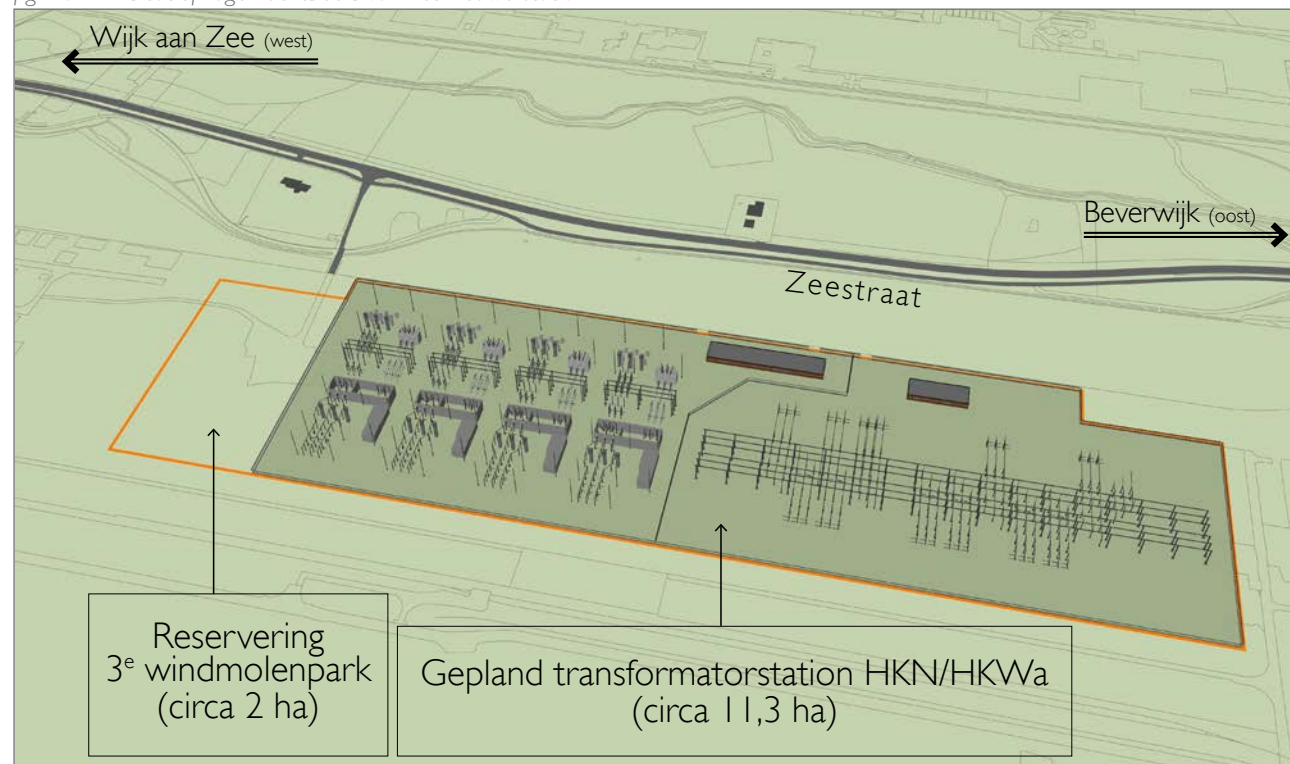 Wijk aan Zee (west)
Beverwijk (oost)
Zeestraat
Reservering
3e windmolenpark
(circa 2 ha)
Gepland transformatorstation HKN/HKWa
(circa 11,3 ha)